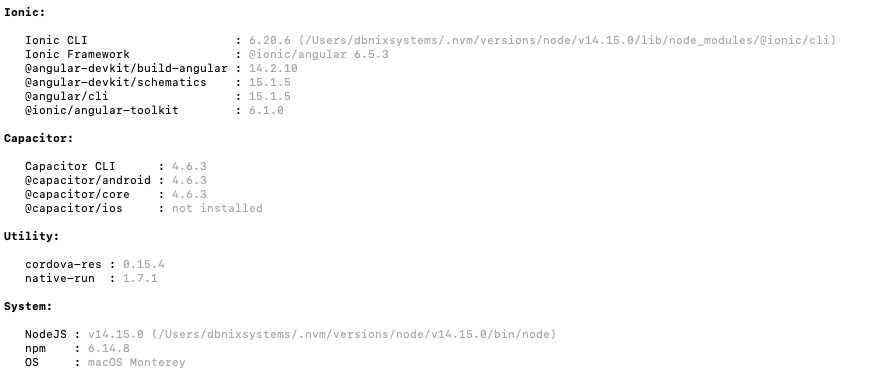 Ionic:
Ionic CLI : 6.20.6 (/Users/dbnixsystems/.nvm/versions/node/v14.15.0/lib/node_modules/@ionic/cli)
Ionic Framework : @ionic/angular 6.5.3
@angular-devkit/build-angular : 14.2.10
@angular-devkit/schematics : 15.1.5
@angular/cli : 15.1.5
@ionic/angular-toolkit : 6.1.0
Capacitor:
Capacitor CLI : 4.6.3
@capacitor/android : 4.6.3
@capacitor/core : 4.6.3
@capacitor/ios : not installed
Utility:
cordova-res : 0.15.4
native-run : 1.7.1
System:
NodeJS : v14.15.0 (/Users/dbnixsystems/.nvm/versions/node/v14.15.0/bin/node)
npm : 6.14.8
OS : macOS Monterey